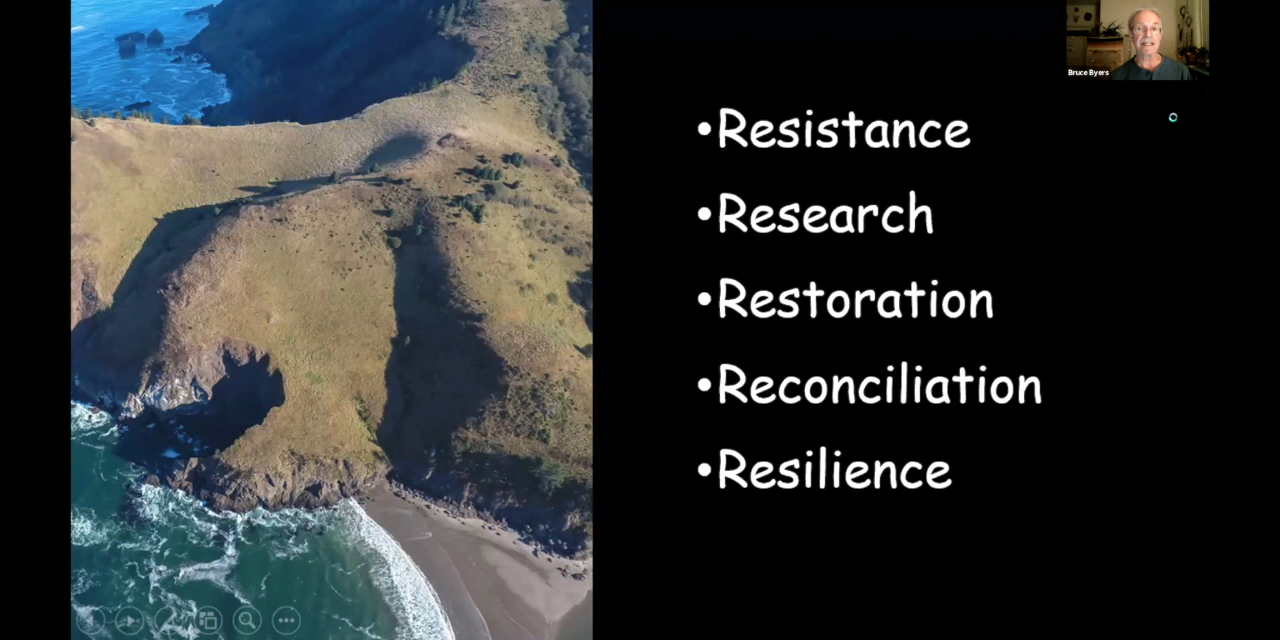 Bruce Byers
•Resistance
•Research
•Restoration
•Reconciliation
•Resilience